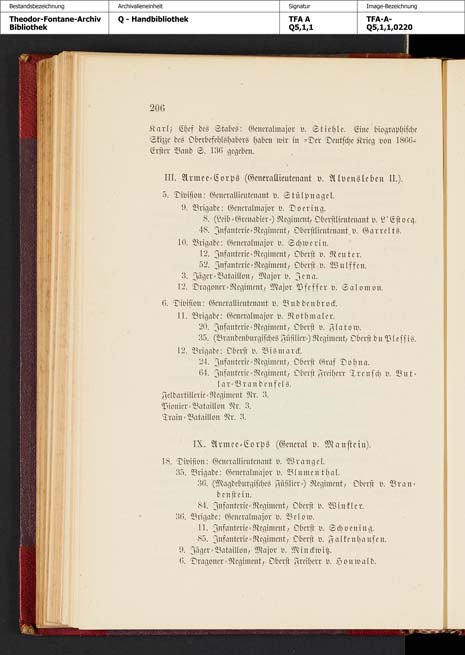 Bestandsbezeichnung
Archivalieneinheit
Signatur
Image-Bezeichnung
Theodor-Fontane-Archiv
Bibliothek
Q - Handbibliothek
TFA A
Q5,1,1
TFA-A-
Q5,1,1,0220
206
Karl; Chef des Stabes: Generalmajor v. Stiehle. Eine biographische
Skizze des Oberbefehlshabers haben wir in »Der Deutsche Krieg von 1866«
Erster Band S. 136 gegeben.
III. Armee-Corps (Generallieutenant v. Alvensleben II.).
5. Division: Generallieutenant v. Stülpnagel.
9. Brigade: Generalmajor v. Doering.
8. (Leib-Grenadier-) Regiment, Oberstlieutenant v. L'Estocq.
48. Infanterie-Regiment, Oberstlieutenant v. Garrelts.
10. Brigade: Generalmajor v. Schwerin.
12. Infanterie-Regiment, Oberst v. Reuter.
52. Infanterie-Regiment, Oberst v. Wulffen.
3. Jäger-Bataillon, Major v. Jena.
12. Dragoner-Regiment, Major Pfeffer v. Salomon.
6. Division: Generallieutenant v. Buddenbrock.
11. Brigade: Generalmajor v. Rothmaler.
20. Infanterie-Regiment, Oberst v. Flatow.
35. (Brandenburgisches Füsilier-) Regiment, Oberst du Plessis.
12. Brigade: Oberst v. Bismarck.
24. Infanterie-Regiment, Oberst Graf Dohna.
64. Infanterie-Regiment, Oberst Freiherr Treusch v. But-
tlar-Brandenfels.
Feldartillerie-Regiment Nr. 3.
Pionier-Bataillon Nr. 3.
Train-Bataillon Nr. 3.
IX. Armee-Corps (General v. Manstein).
18. Division: Generallieutenant v. Wrangel.
35. Brigade: Generalmajor v. Blumenthal.
36. (Magdeburgisches Füsilier-) Regiment, Oberst v. Bran-
denstein.
84. Infanterie-Regiment, Oberst v. Winkler.
36. Brigade: Generalmajor v. Below.
11. Infanterie-Regiment, Oberst v. Schoening.
85. Infanterie-Regiment, Oberst v. Falkenhausen.
9. Jäger-Bataillon, Major v. Minckwitz.
6. Dragoner-Regiment, Oberst Freiherr v. Houwald.